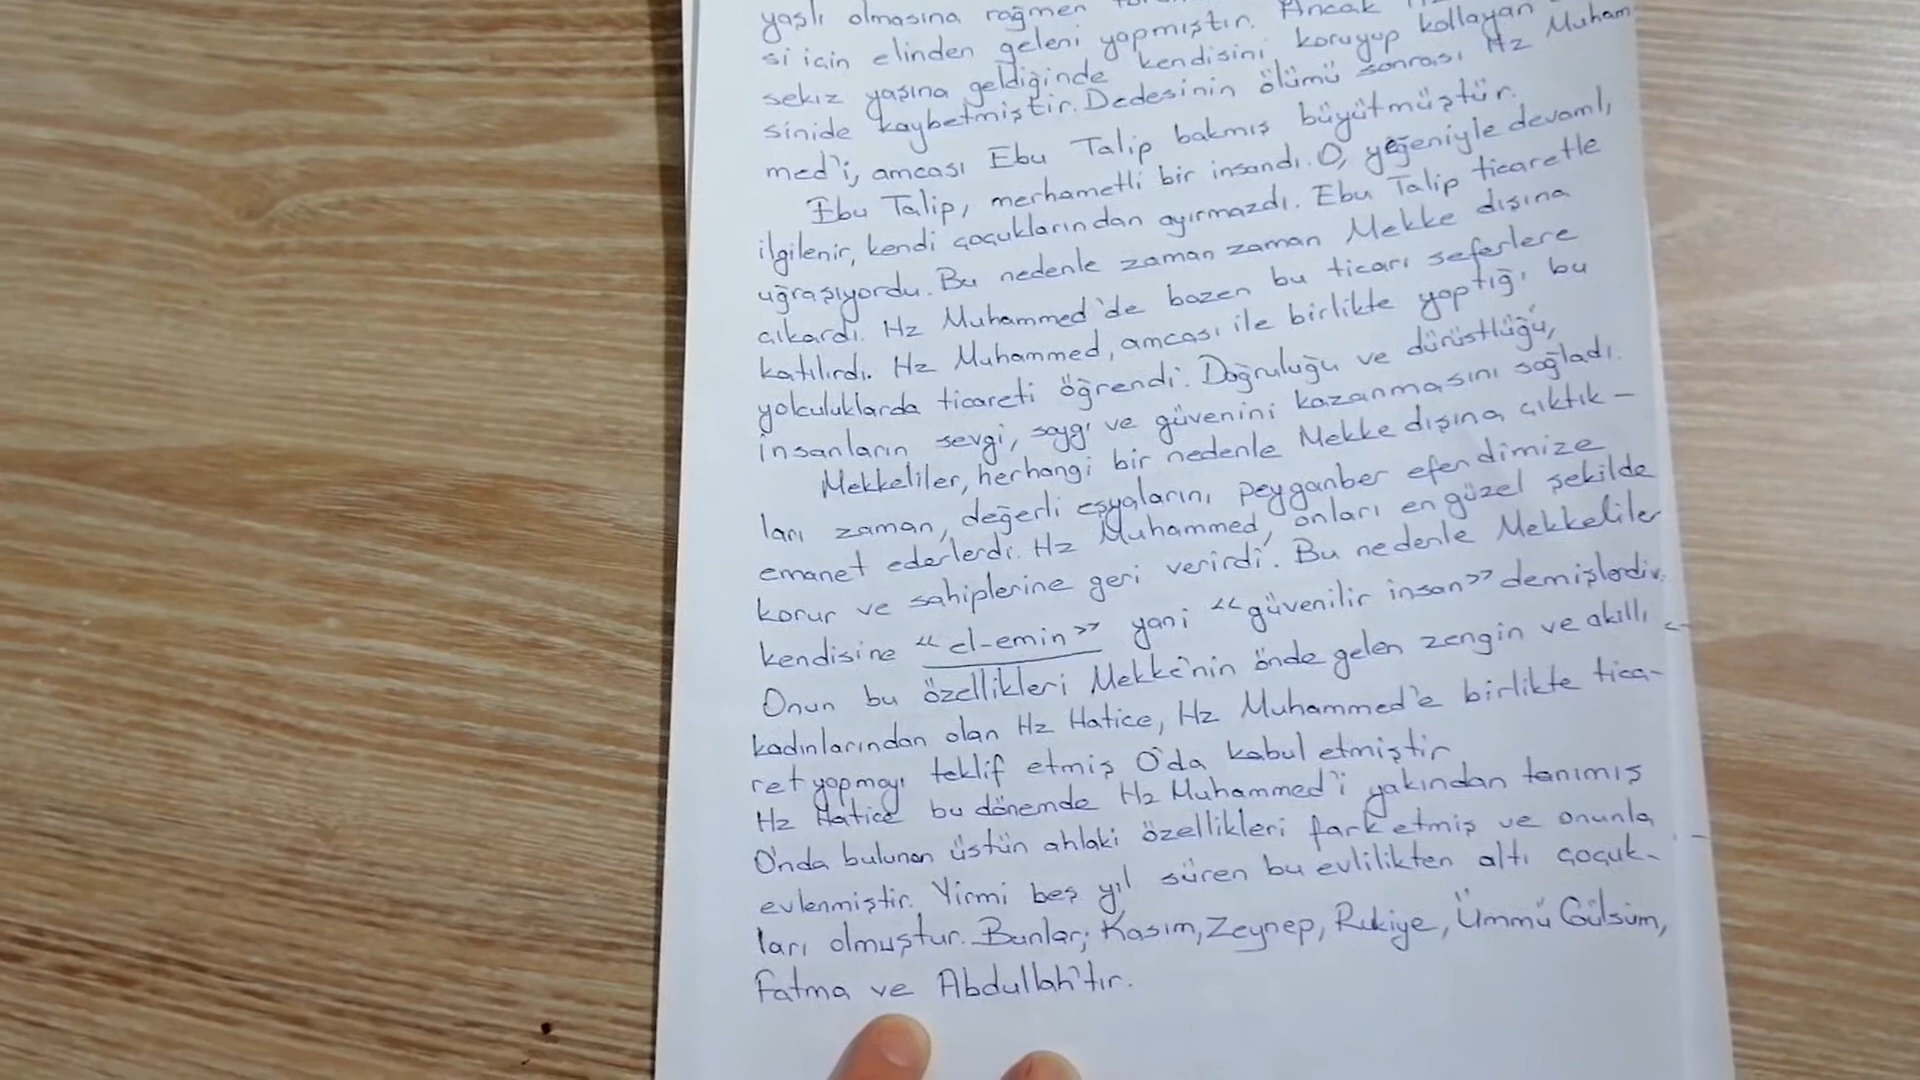 yaşlı olmasına rağmen
si için elinden geleni yapmıştır. Ancak
sekiz yaşına geldiğinde kendisini koruyup kollayan
sinide kaybetmiştir. Dedesinin ölümü sonrası Hz Muham
med'i, amcası Ebu Talip bakmış büyütmüştür.
Ebu Talip, merhametli bir insandı. O, yeğeniyle devamlı,
ilgilenir, kendi çocuklarından ayırmazdı. Ebu Talip ticaretle
uğraşıyordu. Bu nedenle zaman zaman Mekke dışına
çıkardı. Hz Muhammed'de bazen bu ticari seferlere
katılırdı. Hz Muhammed, amcası ile birlikte yaptığı bu
yolculuklarda ticareti öğrendi. Doğruluğu ve dürüstlüğü,
insanların sevgi, saygı ve güvenini kazanmasını sağladı.
Mekkeliler, herhangi bir nedenle Mekke dışına çıktık-
ları zaman, değerli eşyalarını peyganber efendimize
emanet ederlerdi. Hz Muhammed, onları en güzel şekilde
korur ve sahiplerine geri verirdi. Bu nedenle Mekkeliler
kendisine «el-emin» yani «güvenilir insan» demişlerdir.
Onun bu özellikleri Mekke'nin önde gelen zengin ve akıllı
kadınlarından olan Hz Hatice, Hz Muhammed'e birlikte tica-
ret yapmayı teklif etmiş O'da kabul etmiştir
Hz Hatice bu dönemde Hz Muhammed'i yakından tanımış
O'nda bulunan üstün ahlaki özellikleri fark etmiş ve onunla
evlenmiştir. Yirmi beş yıl süren bu evlilikten altı çocuk-
ları olmuştur. Bunlar; Kasım, Zeynep, Rukiye, Ümmü Gülsüm,
Fatma ve Abdullah'tır.